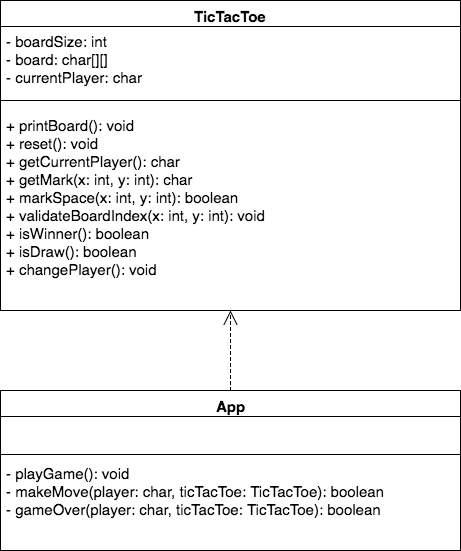 TicTacToe
- boardSize: int
- board: char[][]
- currentPlayer: char
+ printBoard(): void
+ reset(): void
+ getCurrentPlayer(): char
+ getMark(x: int, y: int): char
+ markSpace(x: int, y: int): boolean
+ validateBoardIndex(x: int, y: int): void
+ isWinner(): boolean
+ isDraw(): boolean
+ changePlayer(): void
App
- playGame(): void
- makeMove(player: char, ticTacToe: TicTacToe): boolean
- gameOver(player: char, ticTacToe: TicTacToe): boolean